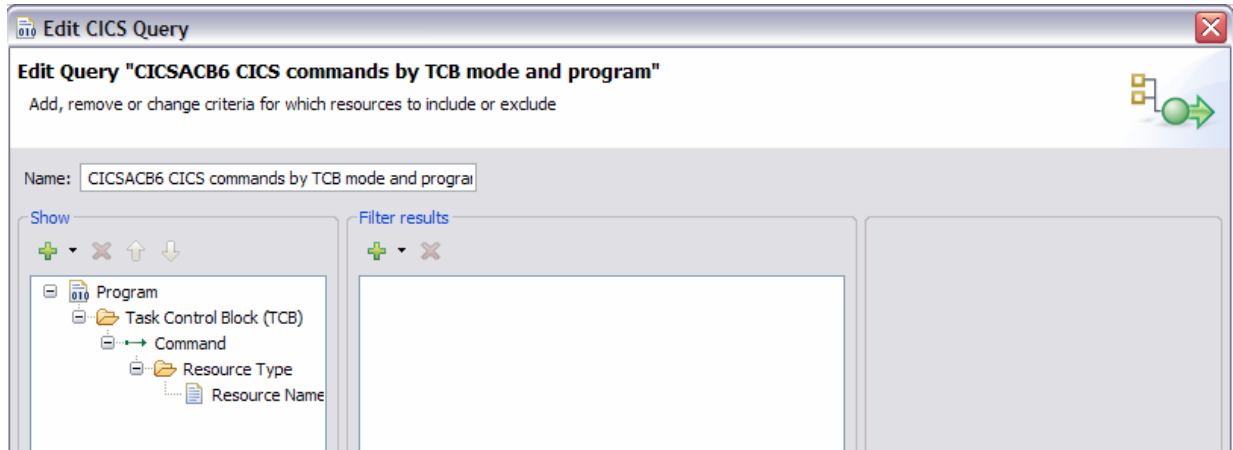 Edit CICS Query
Edit Query "CICSACB6 CICS commands by TCB mode and program"
Add, remove or change criteria for which resources to include or exclude
Name: CICSACB6 CICS commands by TCB mode and prograi
Show
Filter results
010 Program
Task Control Block (TCB)
Command
Resource Type
Resource Name